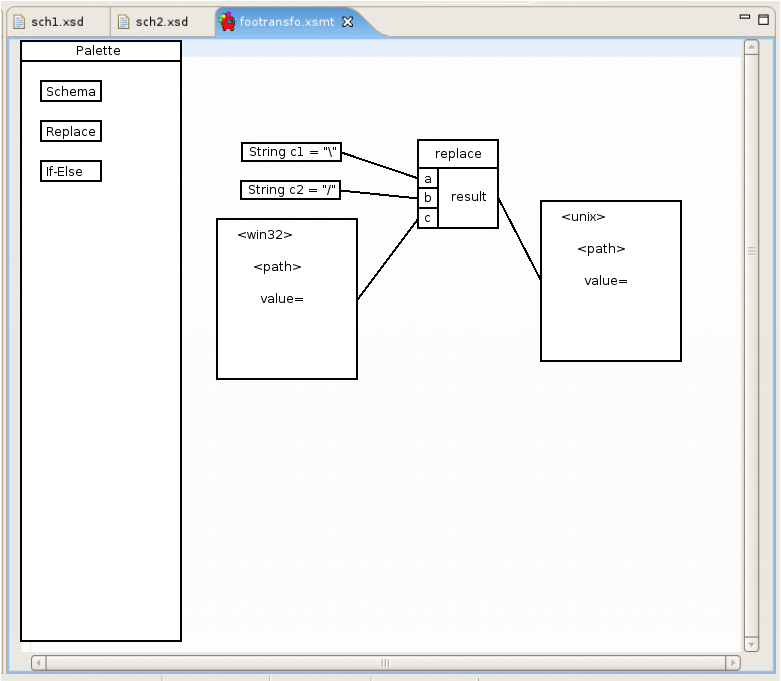 sch1.xsd
sch2.xsd
footransfo.xsmt
Palette
Schema
Replace
If-Else
String c1 = "\"
String c2 = "/"
replace
a
b
c
result
<win32>
<path>
value=
<unix>
<path>
value=